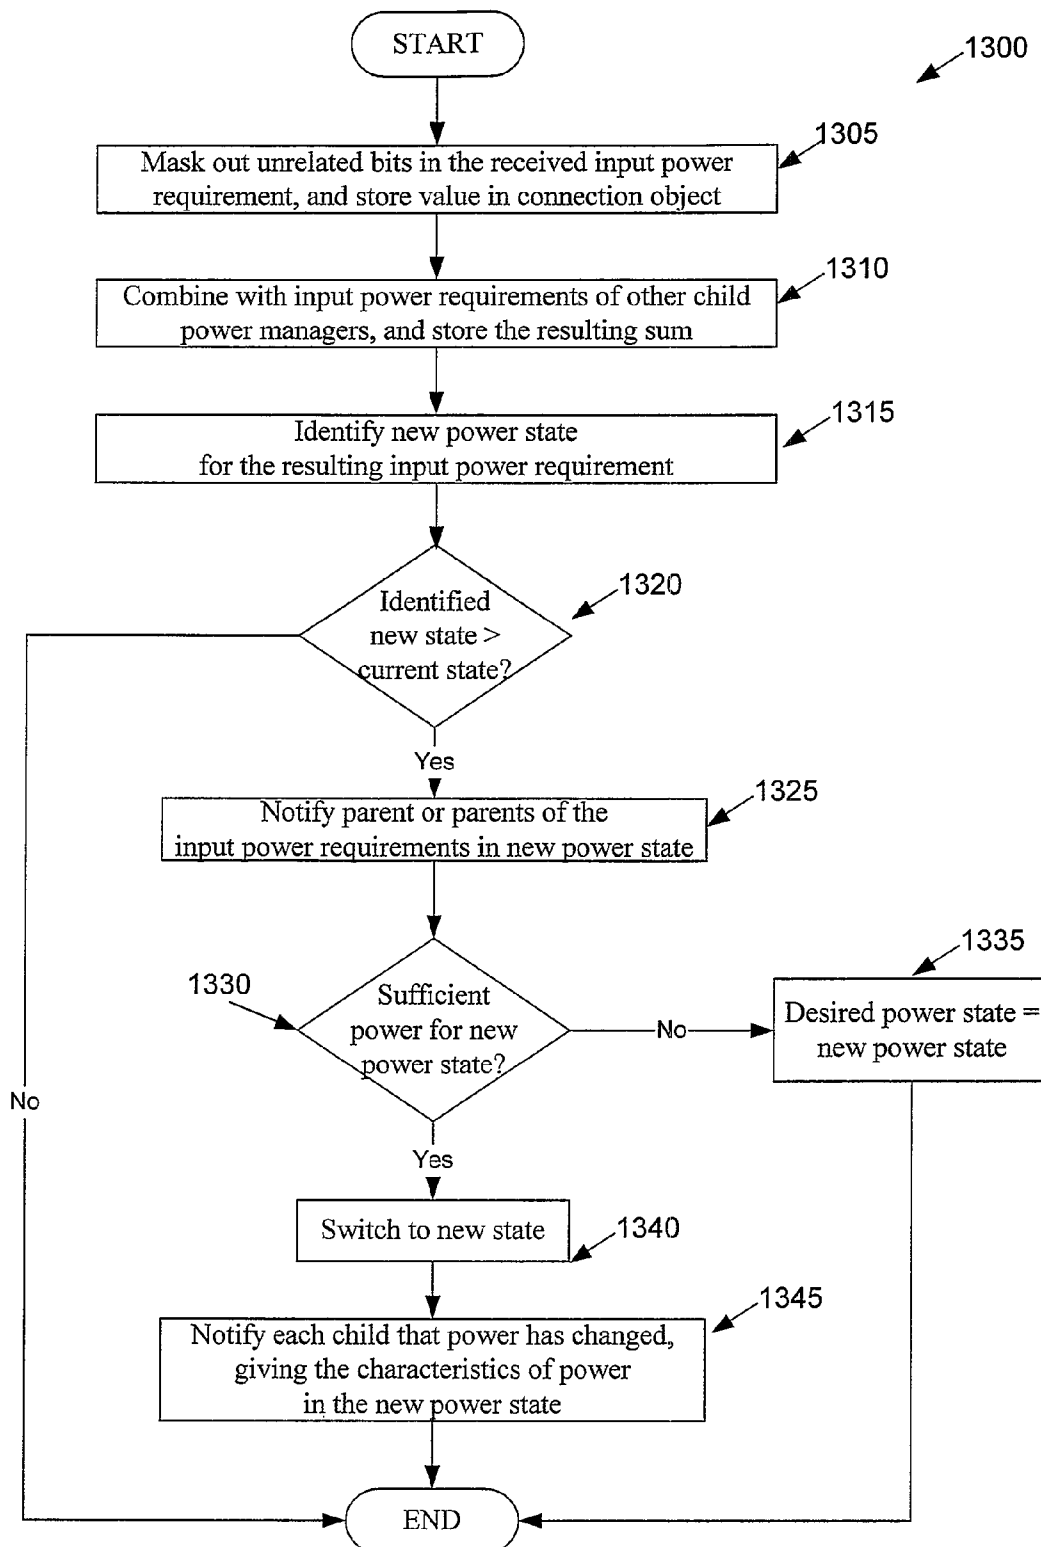 START
1300
1305
Mask out unrelated bits in the received input power
requirement, and store value in connection object
1310
Combine with input power requirements of other child
power managers, and store the resulting sum
1315
Identify new power state
for the resulting input power requirement
1320
Identified
new state >
current state?
Yes
1325
Notify parent or parents of the
input power requirements in new power state
1335
1330
Sufficient
power for new
power state?
No
Desired power state =
new power state
No
Yes
Switch to new state
1340
1345
Notify each child that power has changed,
giving the characteristics of power
in the new power state
END